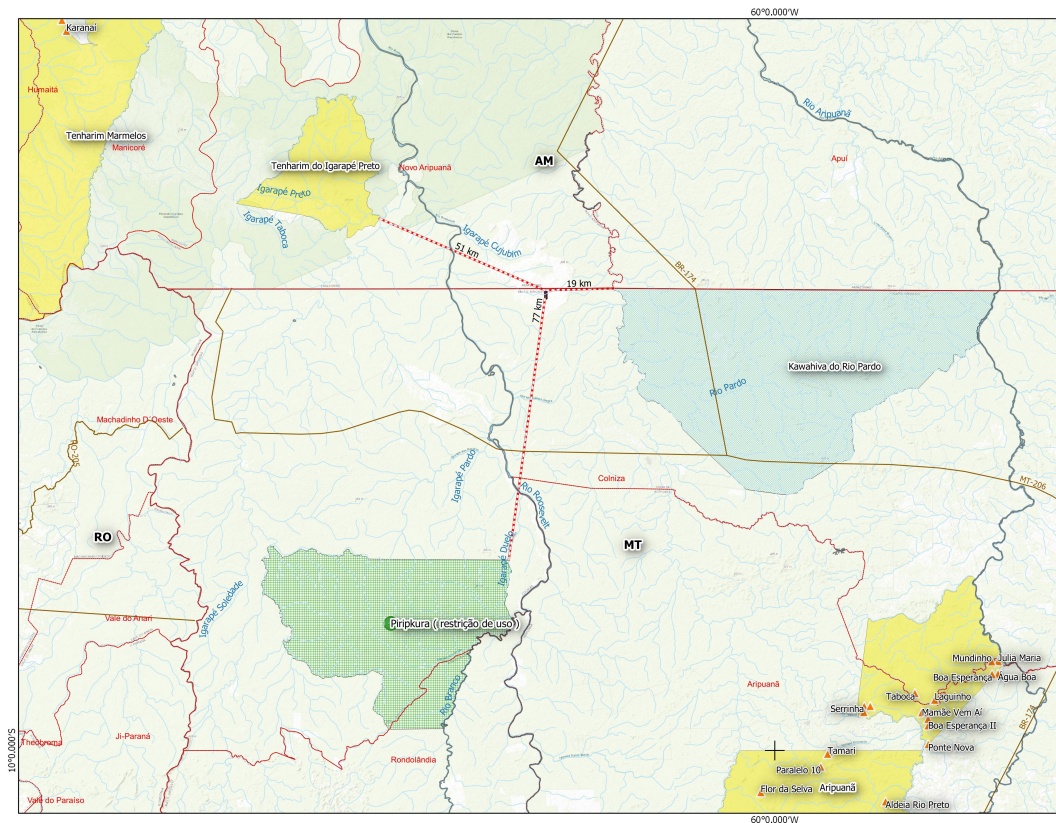 60°0.000'W
Karanai
Humaitá
Rio Aripuanã
Tenharim Marmelos
Manicoré
AM
Apuí
Tenharim do Igarapé Preto
Novo Aripuanã
Igarapé Preto
Igarapé Taboca
Igarapé Cujubim
51 km
BR-174
19 km
77 km
Kawahiva do Rio Pardo
Rio Pardo
Machadinho D'Oeste
RO-205
Igarapé Pardo
Colniza
MT-206
Rio Roosevelt
RO
MT
Igarapé Duelo
Igarapé Soledade
Vale do Anari
Piripkura (restrição de uso)
Mundinho
Julia Maria
Boa Esperança
Água Boa
Aripuanã
Taboca
Laguinho
Rio Branco
Serrinha
Mamãe Vem Aí
Boa Esperança II
BR-174
Theobroma
Ji-Paraná
Ponte Nova
10°0.000'S
Rondolândia
Tamari
Paralelo 10
Flor da Selva
Aripuanã
Vale do Paraíso
Aldeia Rio Preto
60°0.000'W